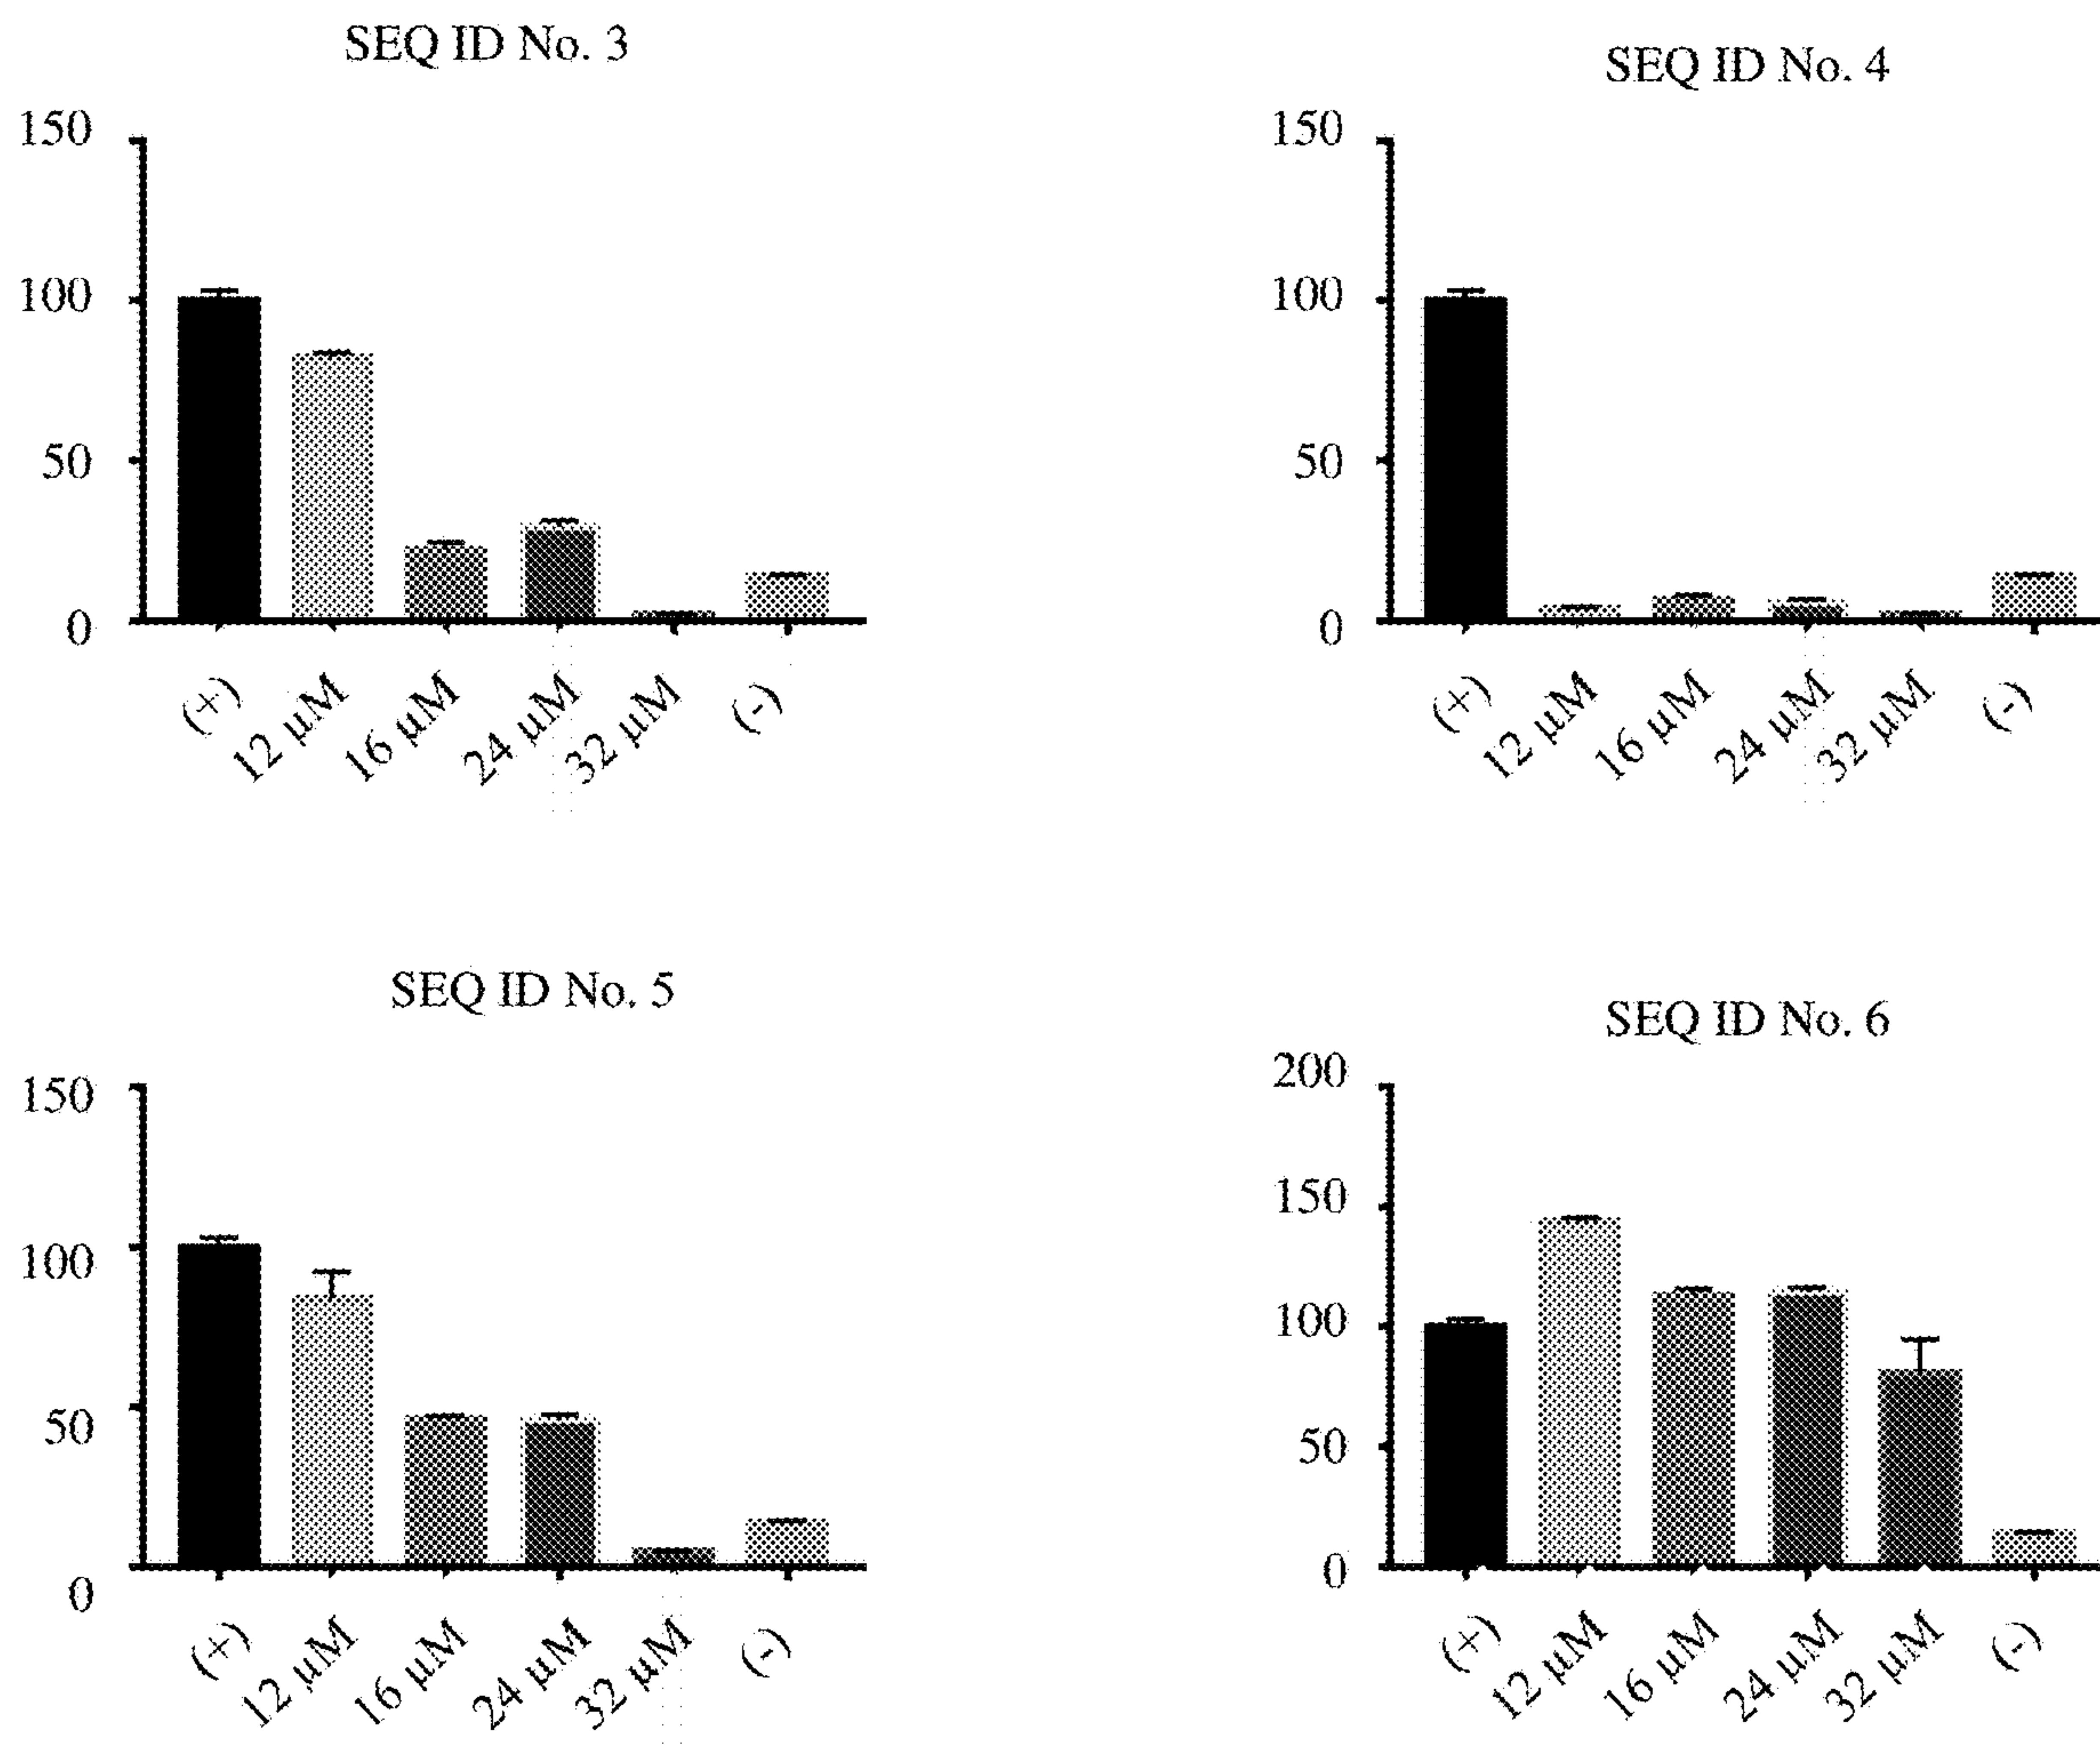 SEQ ID No. 3
150
100
50
0
(+)
12 µM
16 µM
24 µM
32 µM
(-)
SEQ ID No. 4
150
100
50
0
(+)
12 µM
16 µM
24 µM
32 µM
(-)
SEQ ID No. 5
150
100
50
0
(+)
12 µM
16 µM
24 µM
32 µM
(-)
SEQ ID No. 6
200
150
100
50
0
(+)
12 µM
16 µM
24 µM
32 µM
(-)